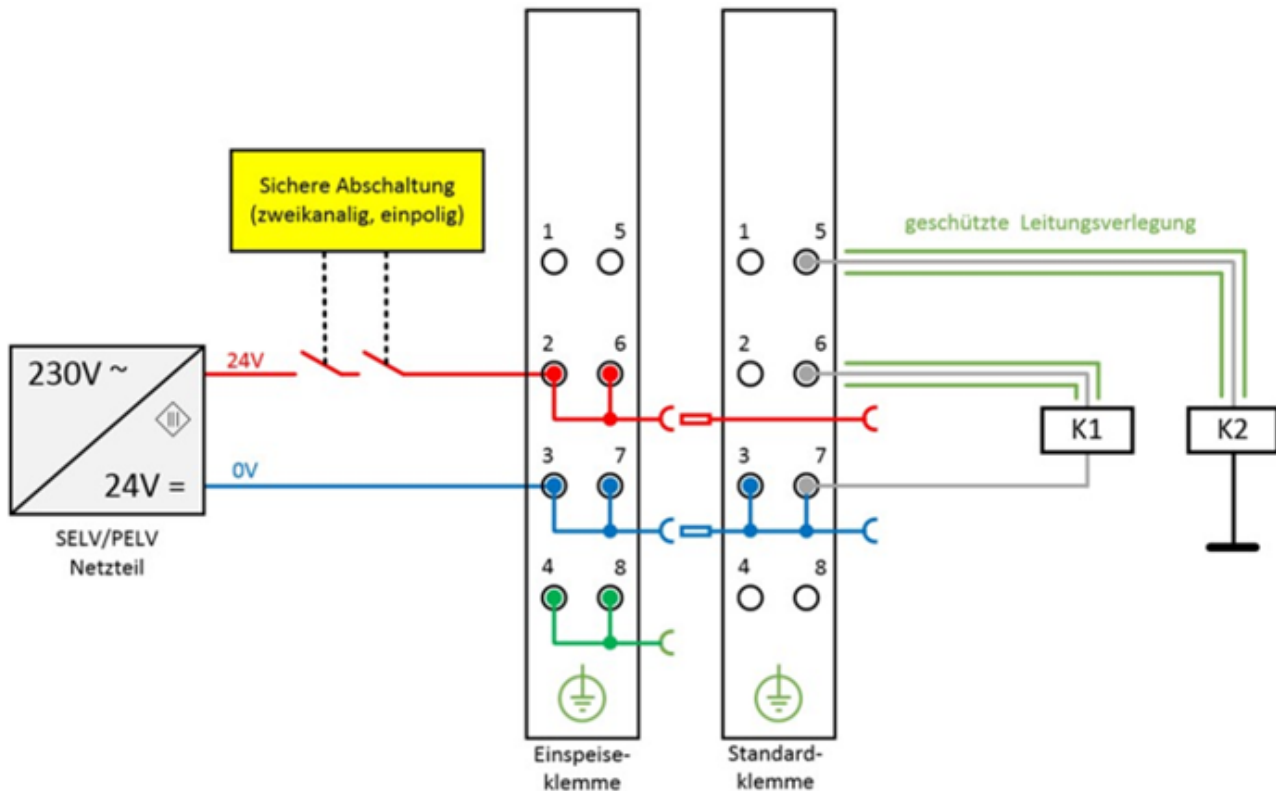 Sichere Abschaltung
(zweikanalig, einpolig)
230V ~
24V =
SELV/PELV
Netzteil
24V
0V
1 5
2 6
3 7
4 8
Einspeise-
klemme
1 5
2 6
3 7
4 8
Standard-
klemme
geschützte Leitungsverlegung
K1
K2